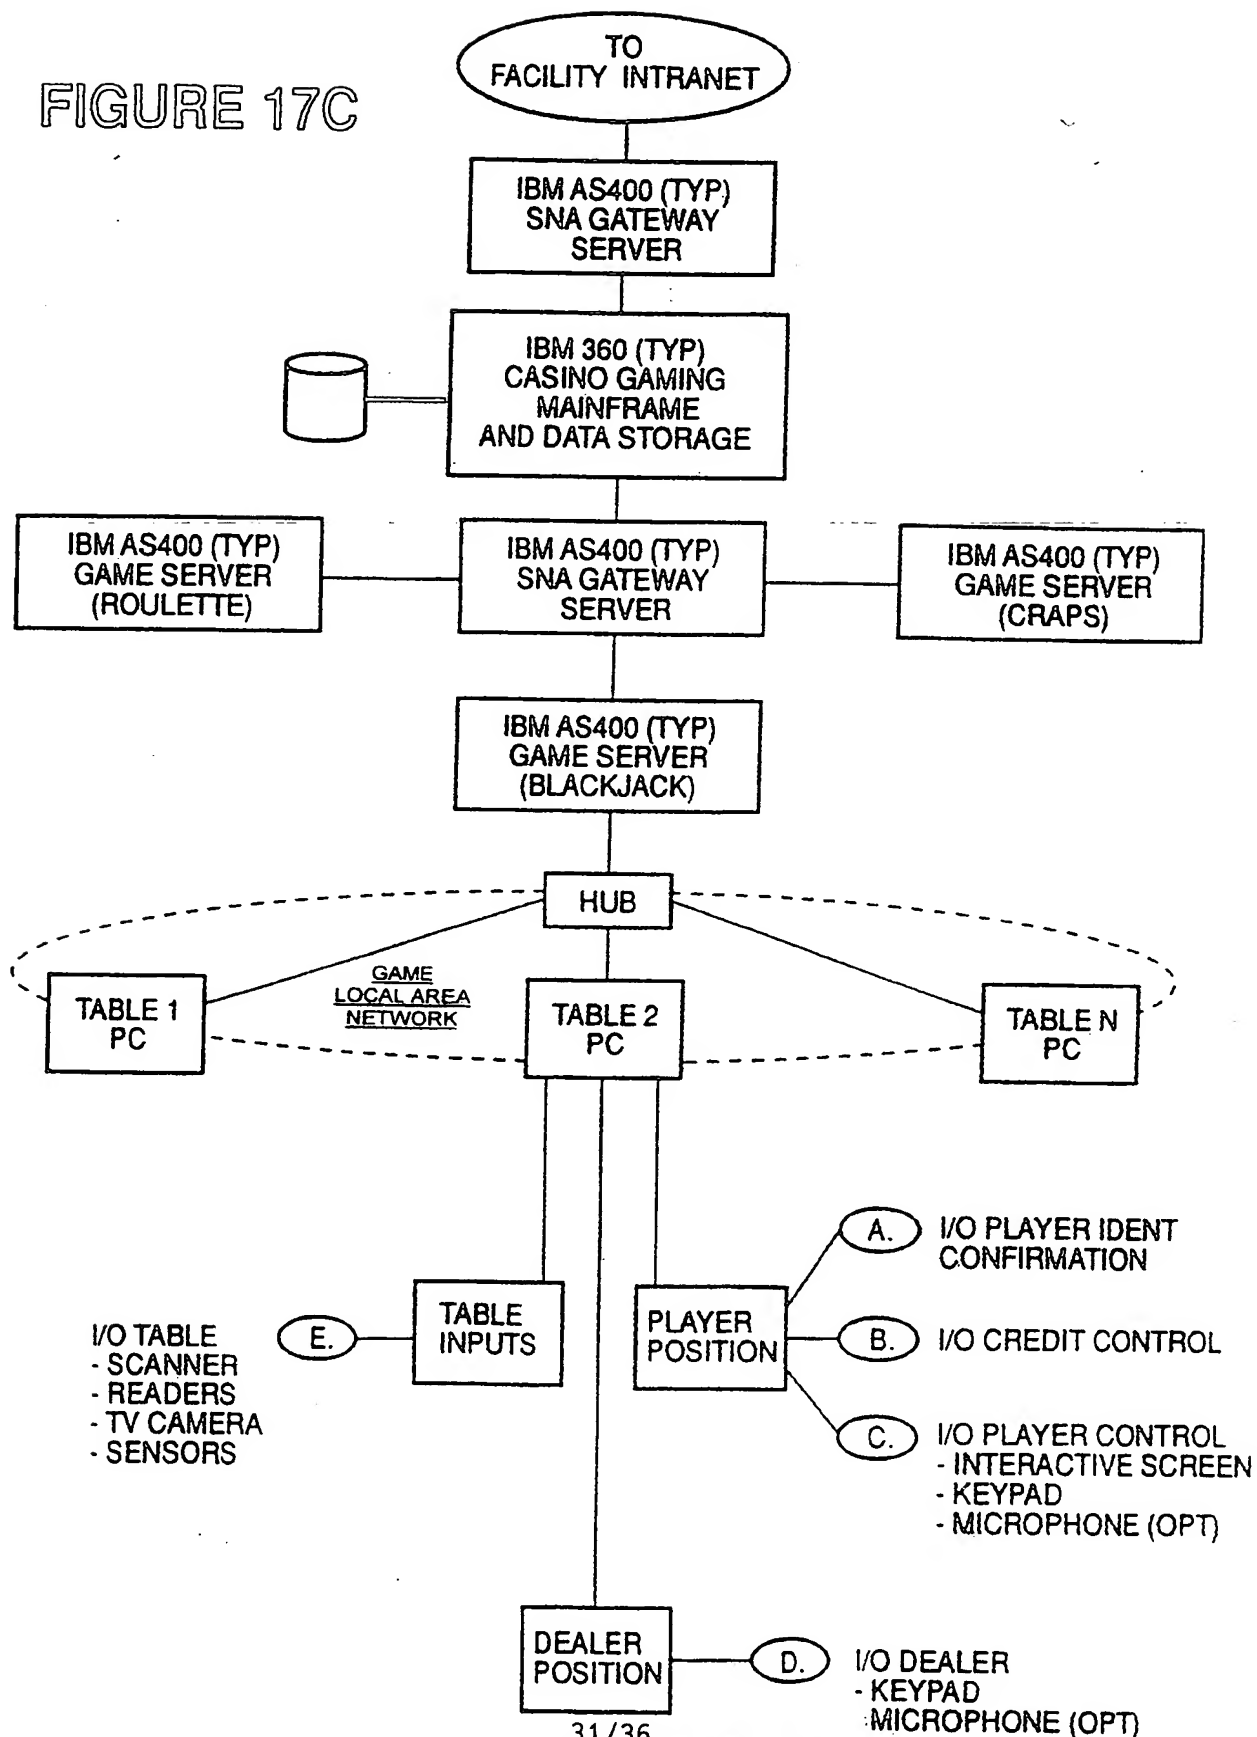 TO
FACILITY INTRANET
FIGURE 17C
IBM AS400 (TYP)
SNA GATEWAY
SERVER
IBM 360 (TYP)
CASINO GAMING
MAINFRAME
AND DATA STORAGE
IBM AS400 (TYP)
GAME SERVER
(ROULETTE)
IBM AS400 (TYP)
SNA GATEWAY
SERVER
IBM AS400 (TYP)
GAME SERVER
(CRAPS)
IBM AS400 (TYP)
GAME SERVER
(BLACKJACK)
HUB
GAME
LOCAL AREA
NETWORK
TABLE 1
PC
TABLE 2
PC
TABLE N
PC
A.
I/O PLAYER IDENT
CONFIRMATION
TABLE
INPUTS
PLAYER
POSITION
B.
I/O CREDIT CONTROL
E.
I/O TABLE
- SCANNER
- READERS
- TV CAMERA
- SENSORS
C.
I/O PLAYER CONTROL
- INTERACTIVE SCREEN
- KEYPAD
- MICROPHONE (OPT)
DEALER
POSITION
D.
I/O DEALER
- KEYPAD
- MICROPHONE (OPT)
31/36